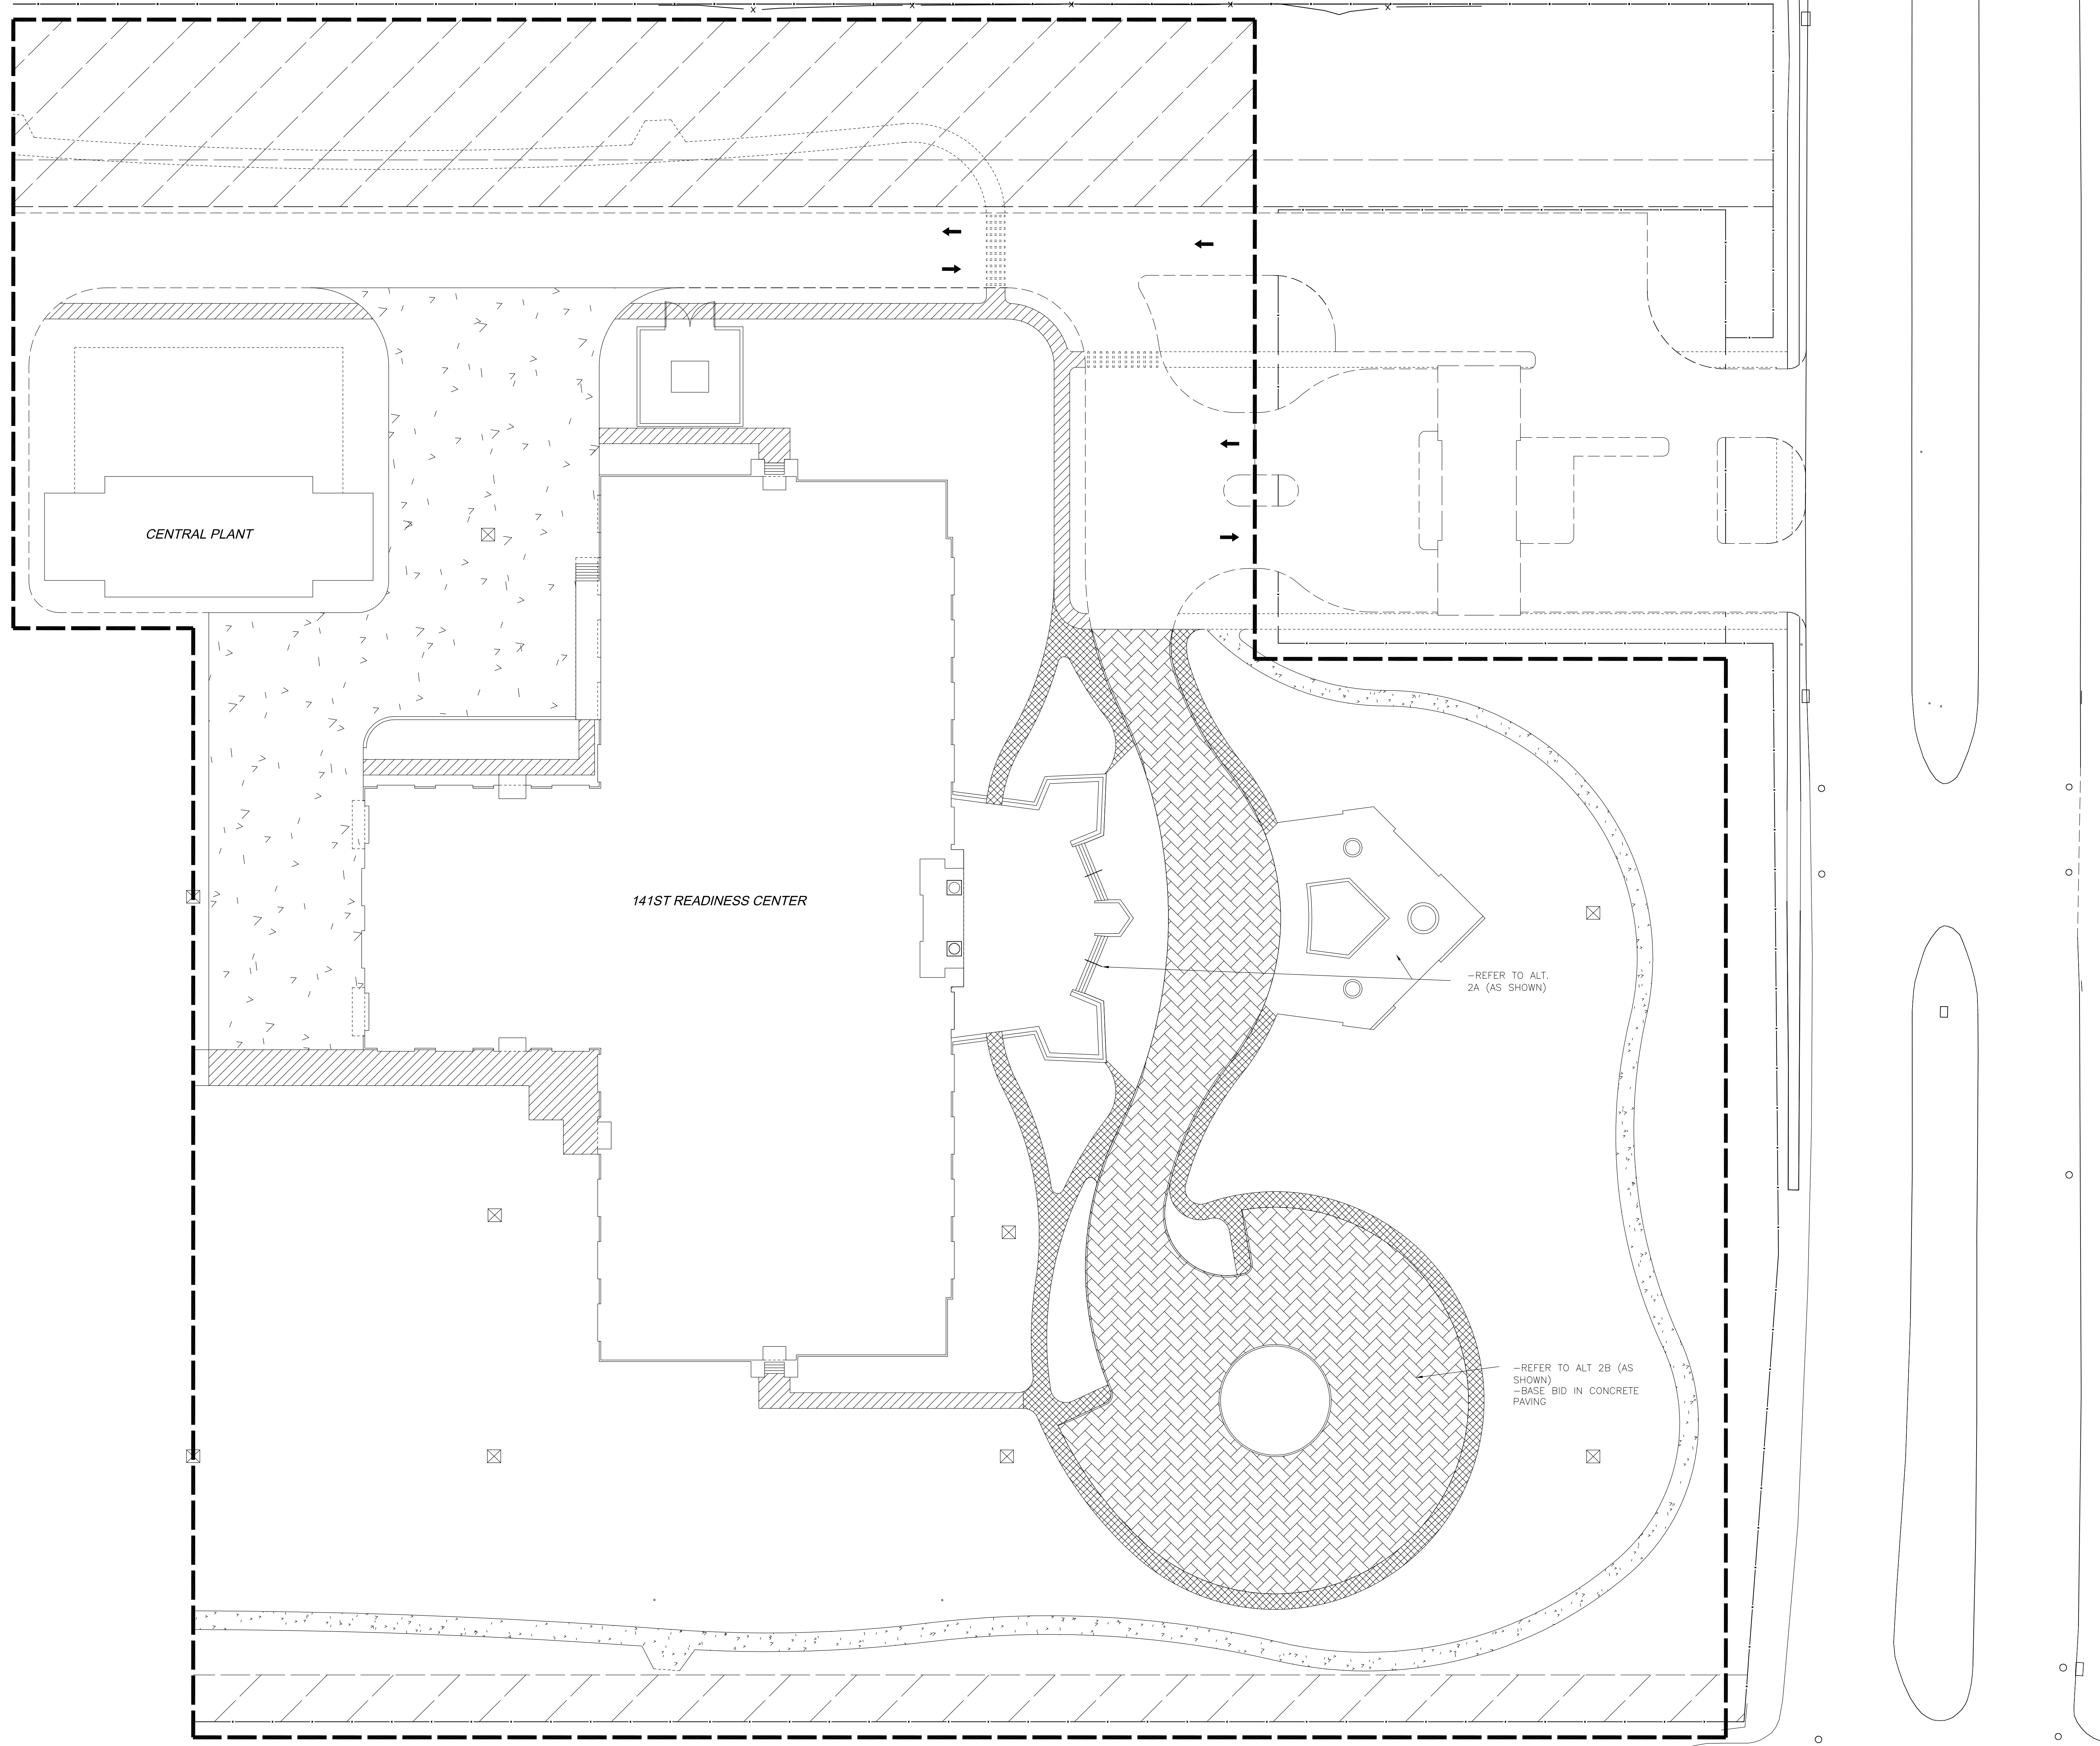 CENTRAL PLANT
141ST READINESS CENTER
-REFER TO ALT.
2A (AS SHOWN)
-REFER TO ALT 2B (AS
SHOWN)
-BASE BID IN CONCRETE
PAVING